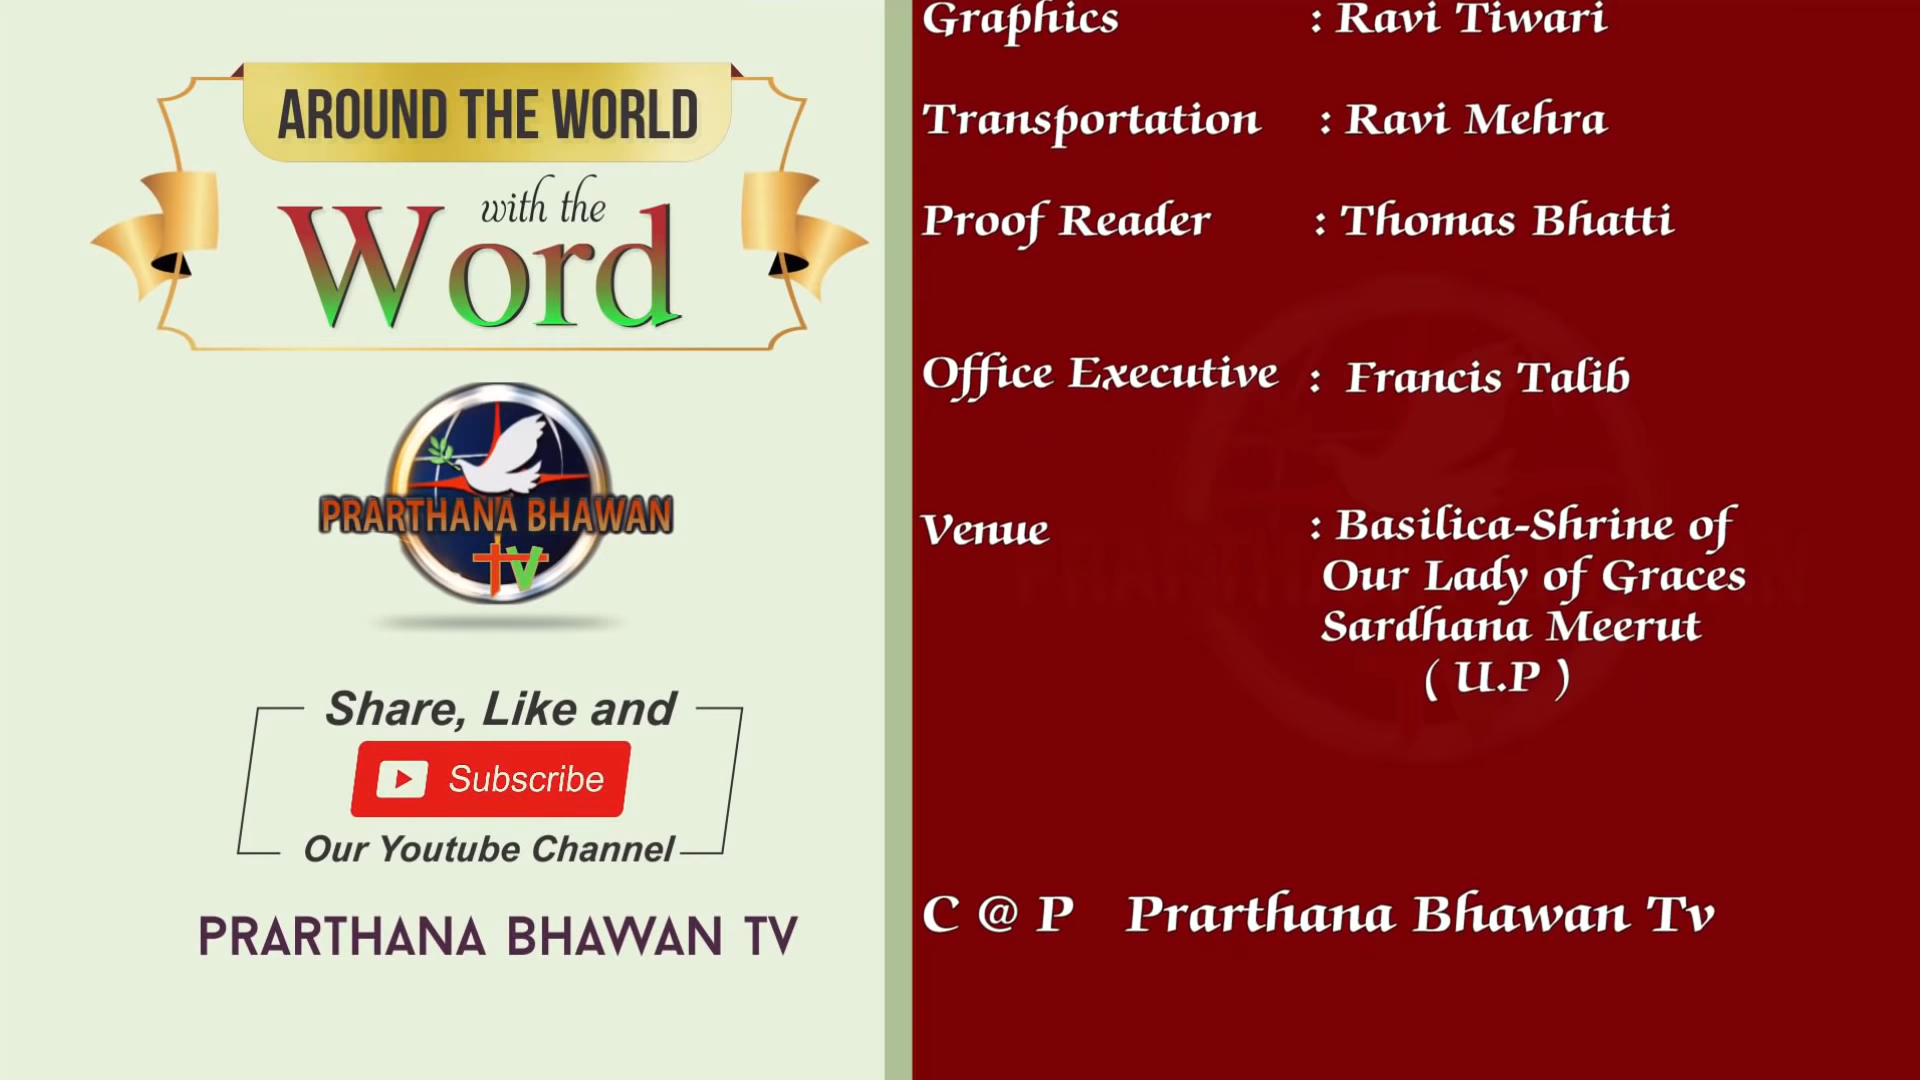 AROUND THE WORLD
with the
Word
PRARTHANA BHAWAN
TV
Share, Like and
Subscribe
Our Youtube Channel
PRARTHANA BHAWAN TV
Graphics : Ravi Tiwari
Transportation : Ravi Mehra
Proof Reader : Thomas Bhatti
Office Executive : Francis Talib
Venue : Basilica-Shrine of
Our Lady of Graces
Sardhana Meerut
( U.P )
C @ P Prarthana Bhawan Tv